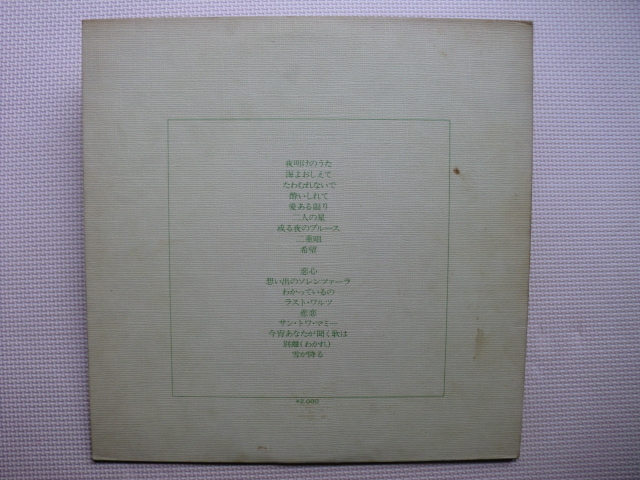 夜明けのうた
海よおしえて
たわむれないで
酔いしれて
愛ある限り
二人の星
或る夜のブルース
二重唱
希望
恋心
想い出のソレンツァーラ
わかっているの
ラスト・ワルツ
悲恋
サン・トワ・マミー
今宵あなたが聞く歌は
別離(わかれ)
雪が降る
¥2,000